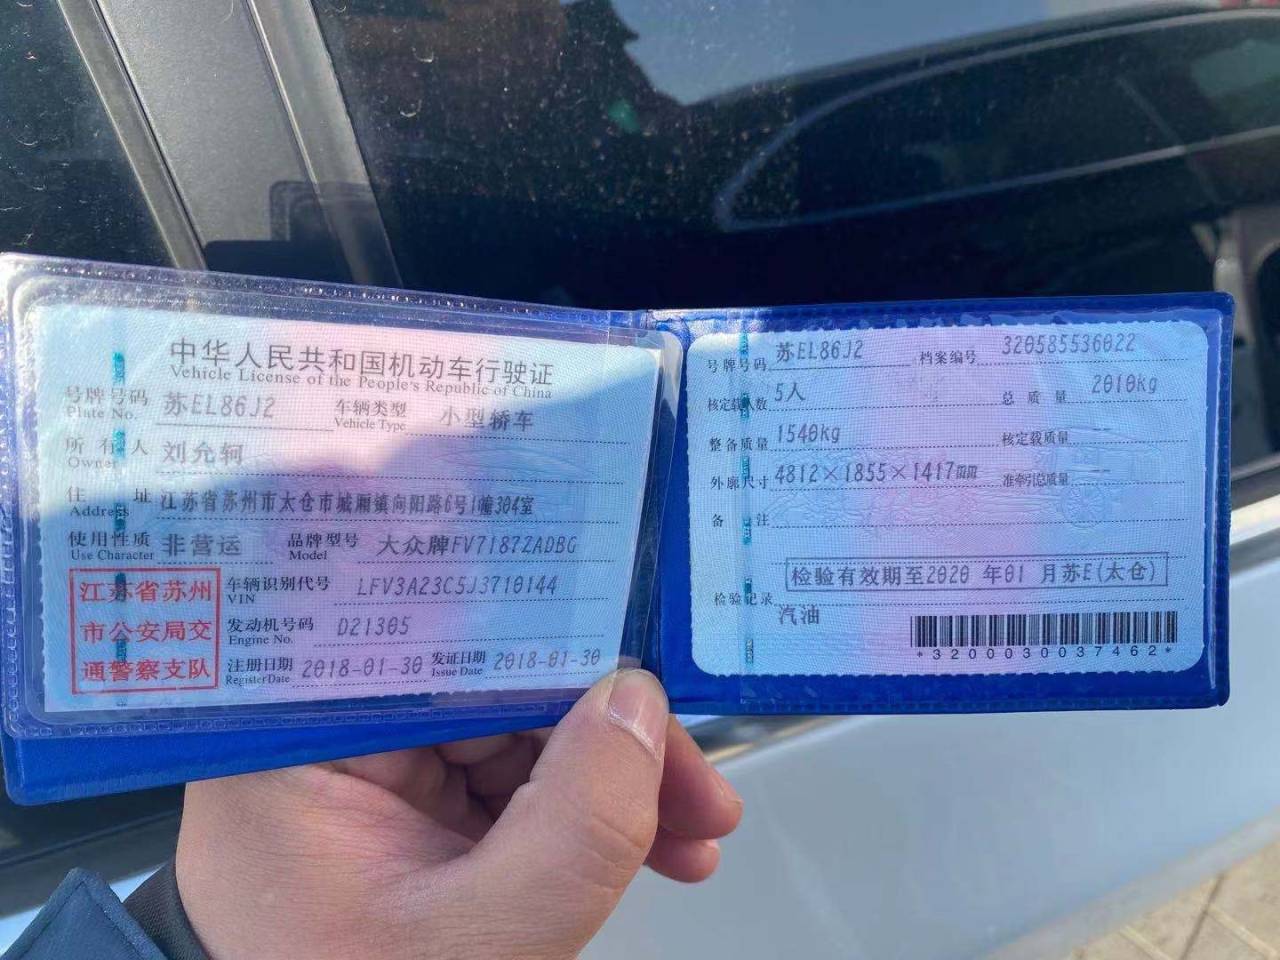 中华人民共和国机动车行驶证
Vehicle License of the People's Republic of China
号牌号码 苏EL86J2 车辆类型 小型轿车
Plate No. Vehicle Type
所有人 刘允轲
Owner
住址 江苏省苏州市太仓市城厢镇向阳路6号1幢304室
Address
使用性质 非营运 品牌型号 大众牌FV7187ZADBG
Use Character Model
江苏省苏州
市公安局交
通警察支队
车辆识别代号 LFV3A23C5J3710144
VIN
发动机号码 D21305
Engine No.
注册日期 2018-01-30 发证日期 2018-01-30
Register Date Issue Date
号牌号码 苏EL86J2 档案编号 320585536022
核定载人数 5人 总质量 2010kg
整备质量 1540kg 核定载质量 --
外廓尺寸 4812×1855×1417mm 准牵引总质量 --
备注
检验有效期至2020 年01 月苏E(太仓)
检验记录
汽油
*3200030037462*